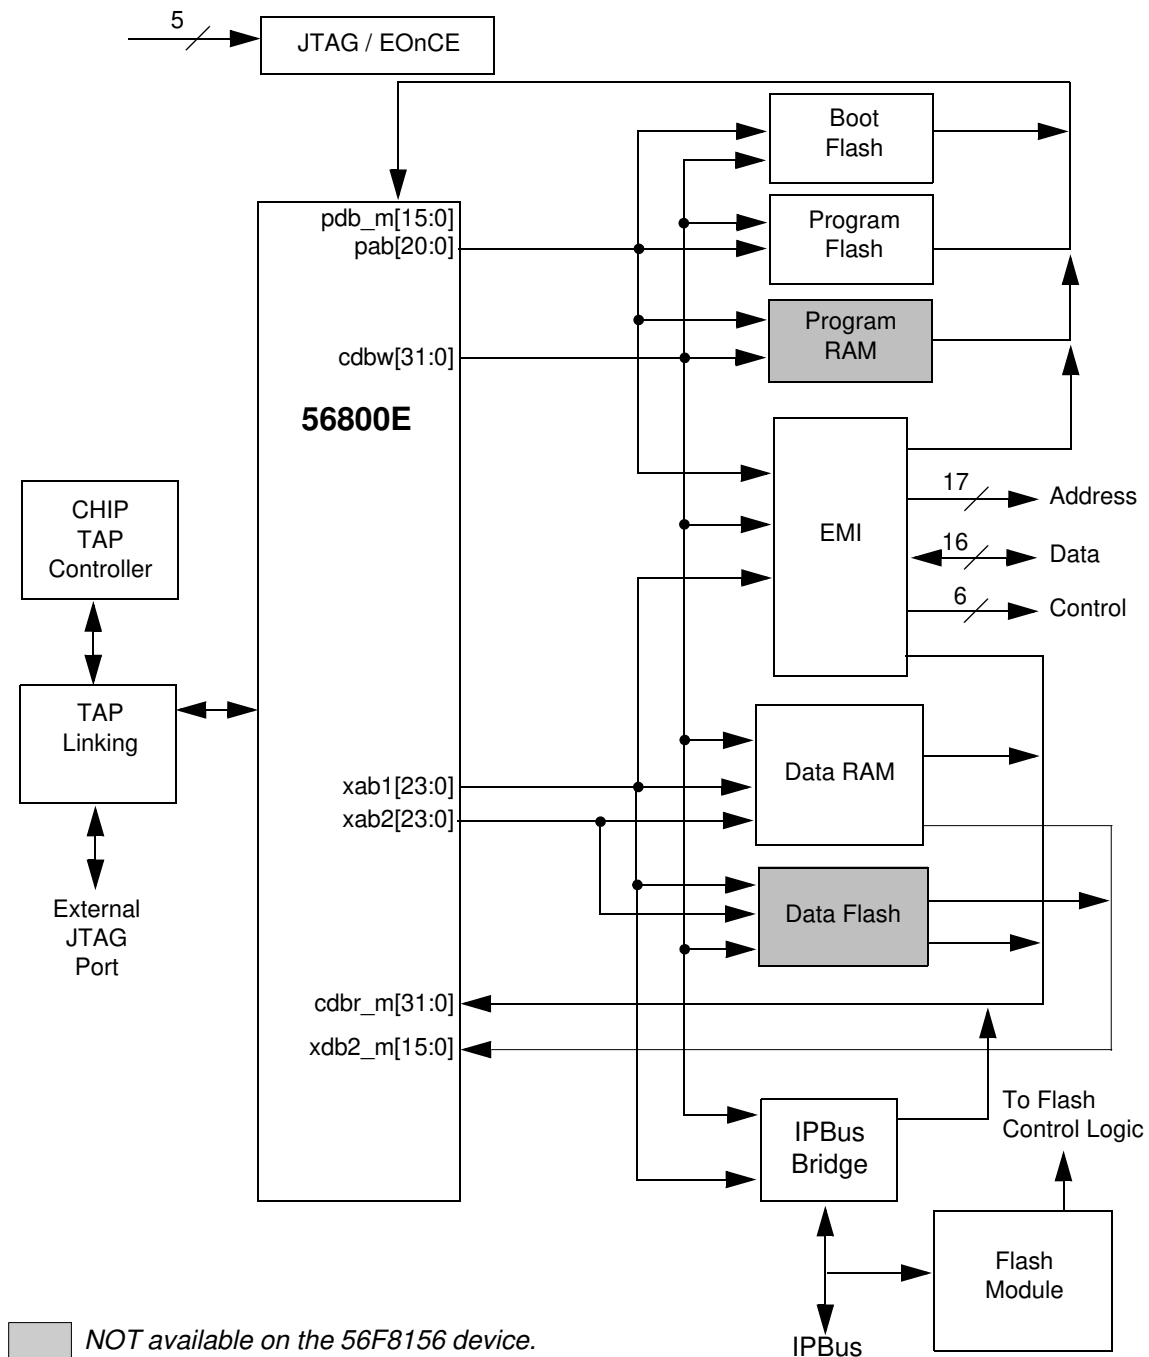 5
JTAG / EOnCE
Boot
Flash
pdb_m[15:0]
pab[20:0]
Program
Flash
cdbw[31:0]
Program
RAM
56800E
CHIP
TAP
Controller
EMI
17
Address
16
Data
6
Control
TAP
Linking
xab1[23:0]
xab2[23:0]
Data RAM
External
JTAG
Port
Data Flash
cdbr_m[31:0]
xdb2_m[15:0]
IPBus
Bridge
To Flash
Control Logic
Flash
Module
NOT available on the 56F8156 device.
IPBus